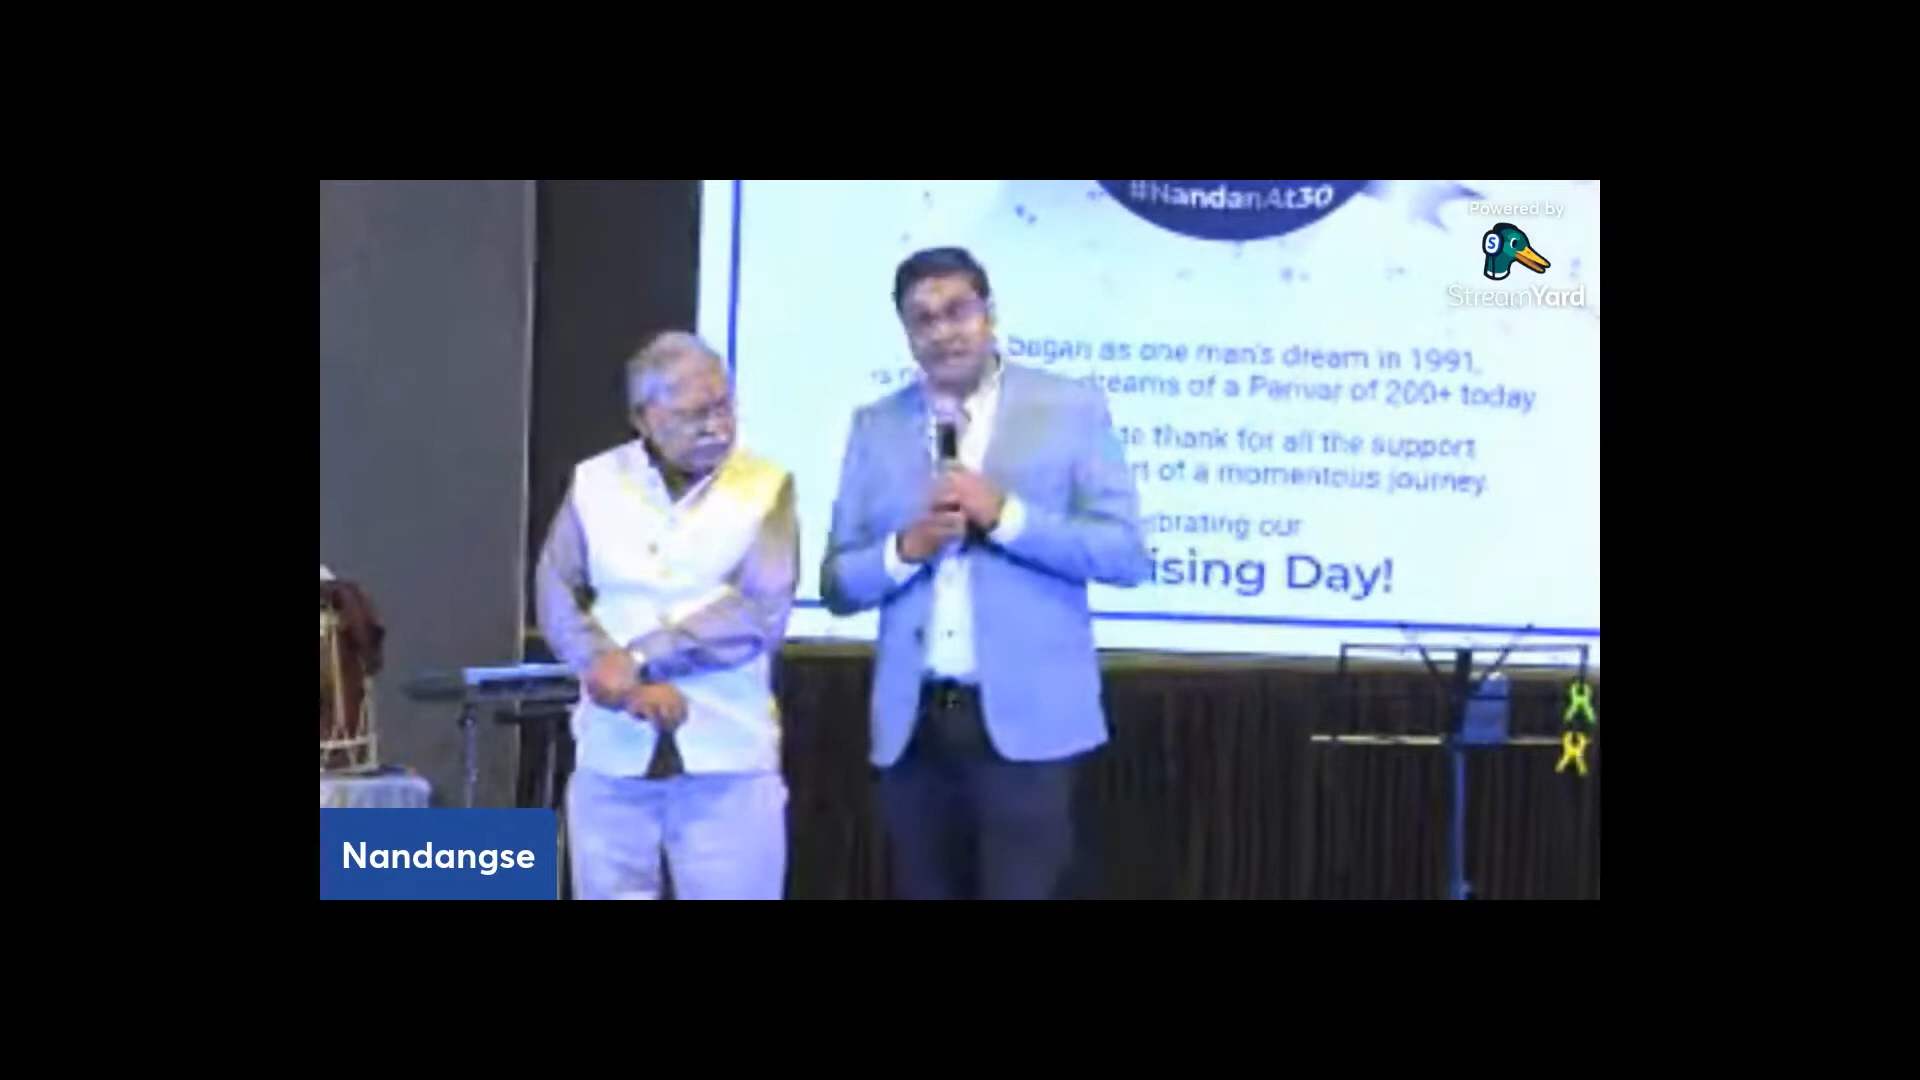 #NandanAt30
Powered by
StreamYard
began as one man's dream in 1991,
dreams of a Parivar of 200+ today
thank for all the support
of a momentous journey.
our
Day!
Nandangse